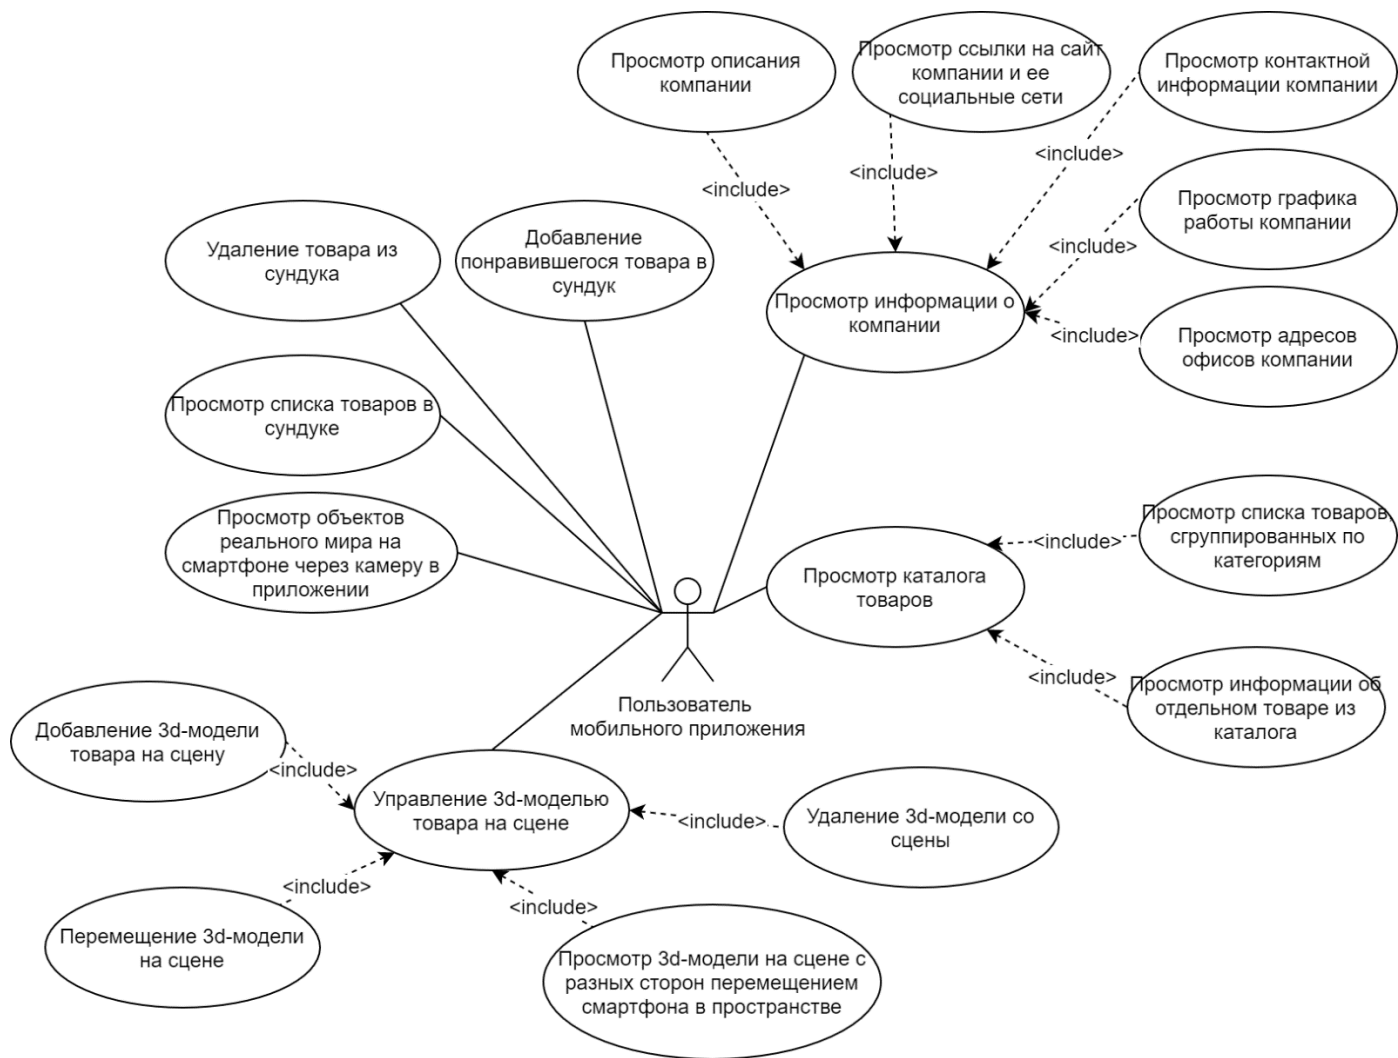 Просмотр описания
компании
Просмотр ссылки на сайт
компании и ее
социальные сети
Просмотр контактной
информации компании
<include>
<include>
<include>
Просмотр графика
работы компании
<include>
Удаление товара из
сундука
Добавление
понравившегося товара в
сундук
Просмотр информации о
компании
<include>
Просмотр адресов
офисов компании
Просмотр списка товаров в
сундуке
Просмотр объектов
реального мира на
смартфоне через камеру в
приложении
Просмотр каталога
товаров
<include>
Просмотр списка товаров,
сгруппированных по
категориям
<include>
Просмотр информации об
отдельном товаре из
каталога
Пользователь
мобильного приложения
Добавление 3d-модели
товара на сцену
<include>
Управление 3d-моделью
товара на сцене
<include>
Удаление 3d-модели со
сцены
<include>
Перемещение 3d-модели
на сцене
<include>
Просмотр 3d-модели на сцене с
разных сторон перемещением
смартфона в пространстве